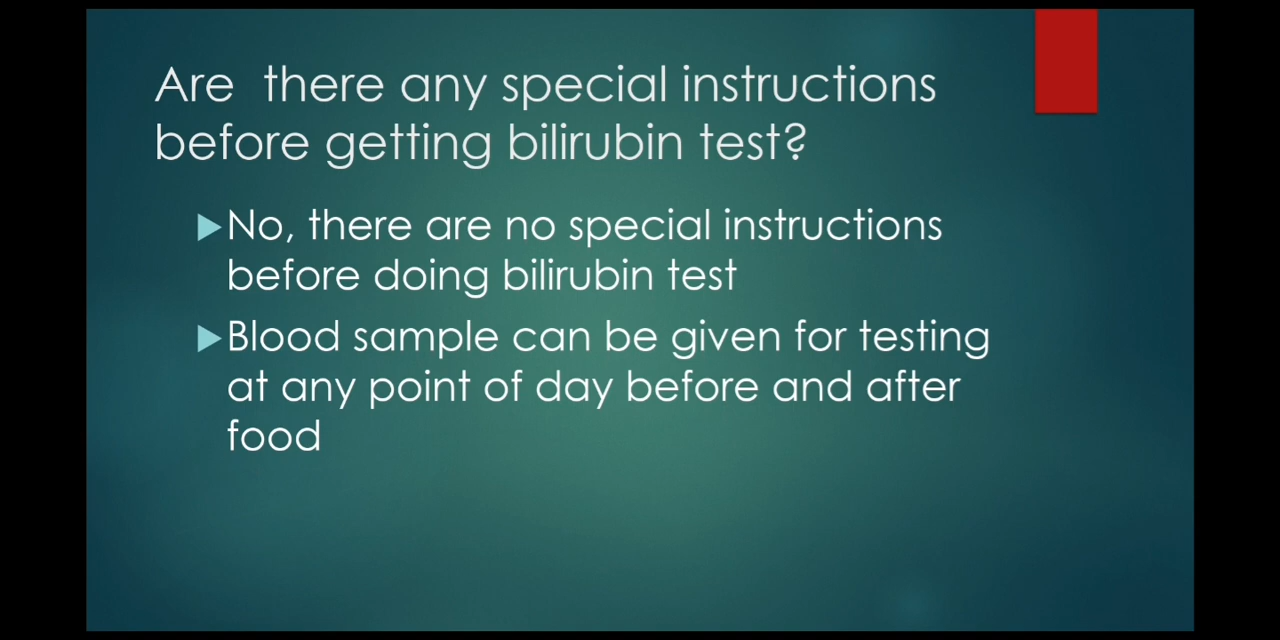 Are  there any special instructions
before getting bilirubin test?
No, there are no special instructions
before doing bilirubin test
Blood sample can be given for testing
at any point of day before and after
food